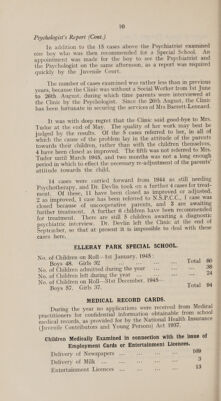 10
Psychologist's Report (Cont.)
In addition to the 18 cases above the Psychiatrist examined
one boy who was then recommended for a Special School. An
appointment was made for the boy to see the Psychiatrist and
the Psychologist on the same afternoon, as a report was required
quickly by the Juvenile Court.
The number of cases examined was rather less than in previous
years, because the Clinic was without a Social Worker from 1st June
to 26th August, during which time parents were interviewed at
the Clinic by the Psychologist. Since the 26th August, the Clinic
has been fortunate in securing the services of Mrs. Barnett-Leonard.
It was with deep regret that the Clinic said good-bye to Mrs.
Tudor at the end of May. The quality of her work may best be
judged by the results. Of the 5 cases referred to her, in all of
which the cause of the problem lay in the attitude of the parents
towards their children, rather than with the children themselves,
4 have been closed as improved. The fifth was not referred to Mrs.
Tudor until March 1945, and two months was not a long enough
period in which to effect the necessary re-adjustment of the parents'
attitude towards the child.
14 cases were carried forward from 1944 as still needing
Psychotherapy, and Dr. Devlin took on a further 4 cases for treat-
ment. Of these, 11 have been closed as improved or adjusted,
2 as improved, 1 case has been referred to N.S.P.C.C., 1 case was
closed because of uncooperative parents, and 3 are awaiting
further treatment. A further 6 children have been recommended
for treatment. There are still 5 children awaiting a diagnostic
psychiatric interview. Dr. Devlin left the Clinic at the end of
September, so that at present it is impossible to deal with these
cases here.
ELLERAY PARK SPECIAL SCHOOL.
No. of Children on Roll—1st January, 1945:
Boys 48. Girls 32. ... ... Total 80
No. of Children admitted during the year ... ... 38
No. of Children left during the year ... ... ... 24
No. of Children on Roll—31st December, 1945—
Boys 57. Girls 37. ... ... Total 94
MEDICAL RECORD CARDS.
During the year no applications were received from Medical
practitioners for confidential information obtainable from school
medical records, as provided for by the National Health Insurance
(Juvenile Contributors and Young Persons) Act 1937.
Children Medically Examined in connection with the issue of
Employment Cards or Entertainment Licences.
Delivery of Newspapers ... ... ... ... 169
Delivery of Milk ... ... ... ... ... 3
Entertainment Licences ... ... ... ... 13